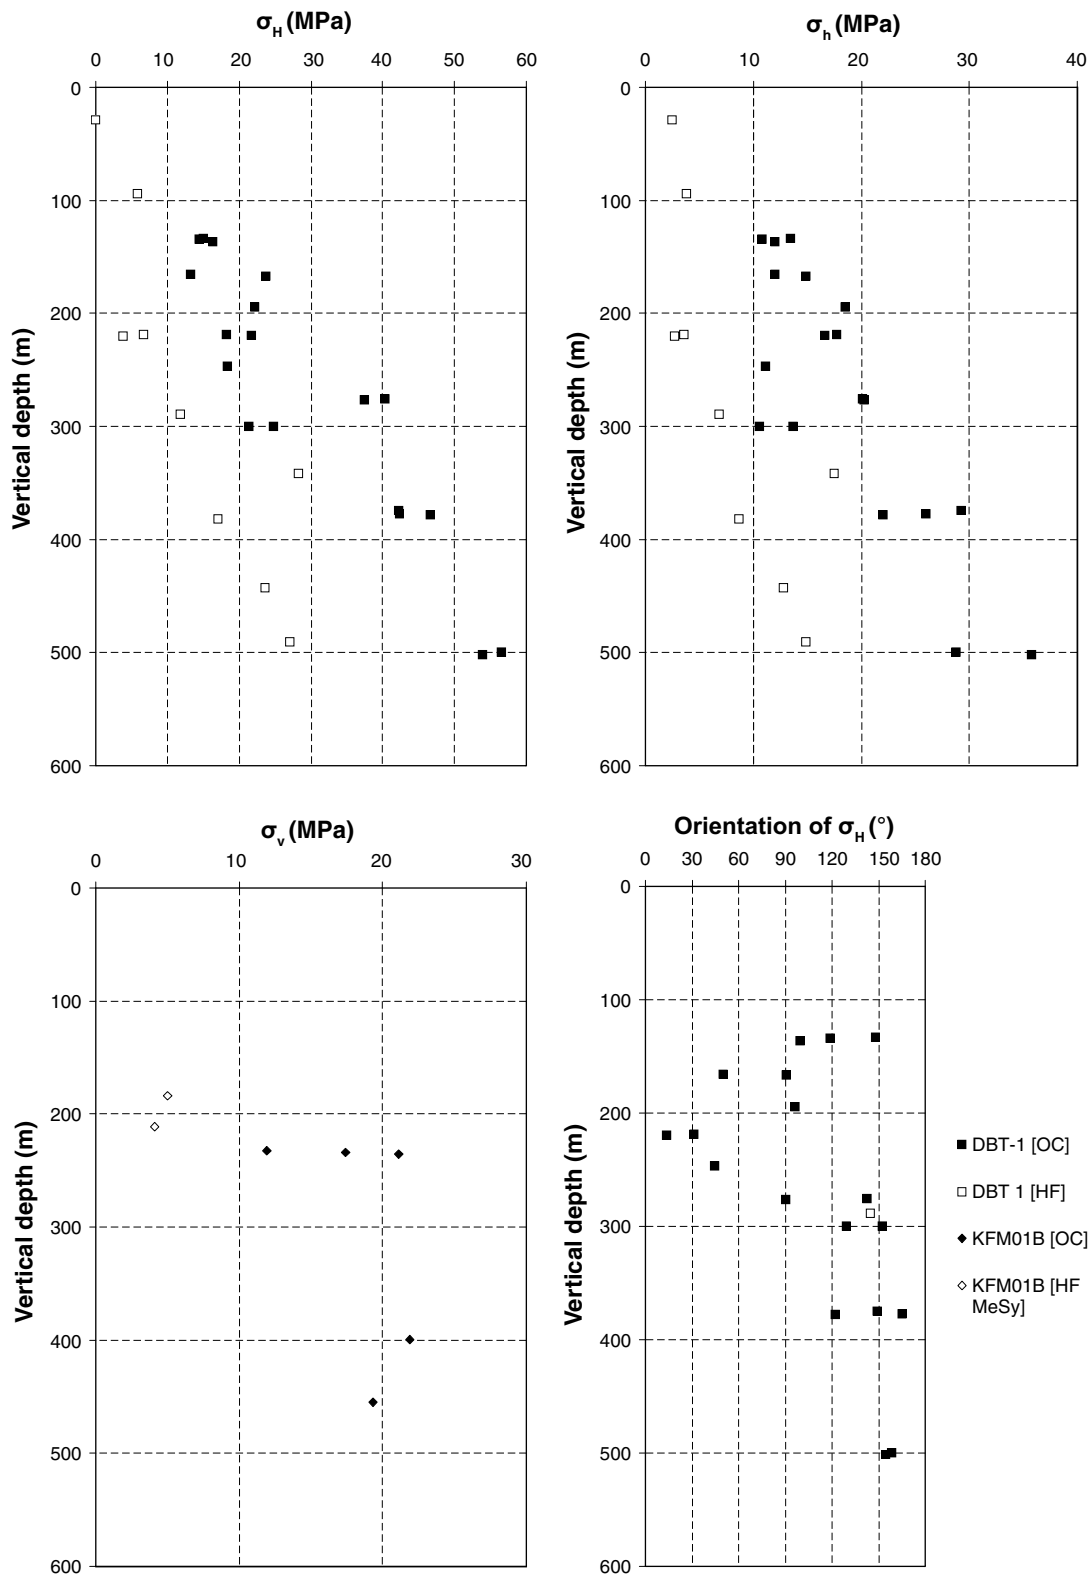 σH (MPa)
0 10 20 30 40 50 60
0
100
200
300
400
500
600
Vertical depth (m)
σh (MPa)
0 10 20 30 40
0
100
200
300
400
500
600
Vertical depth (m)
σv (MPa)
0 10 20 30
0
100
200
300
400
500
600
Vertical depth (m)
Orientation of σH (°)
0 30 60 90 120 150 180
0
100
200
300
400
500
600
Vertical depth (m)
DBT-1 [OC]
DBT 1 [HF]
KFM01B [OC]
KFM01B [HF
MeSy]